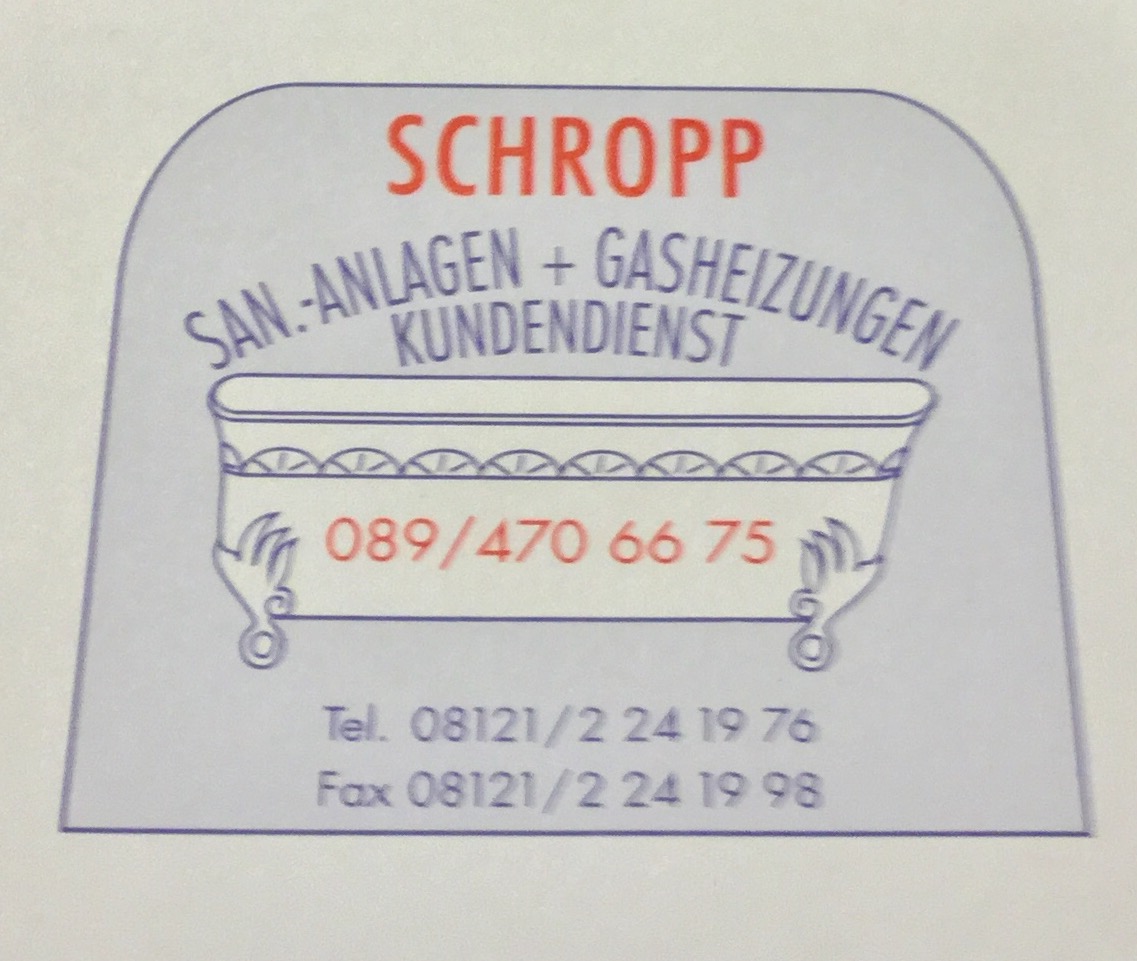 SCHROPP
SAN.-ANLAGEN + GASHEIZUNGEN
KUNDENDIENST
089/470 66 75
Tel. 08121/2 24 19 76
Fax 08121/2 24 19 98